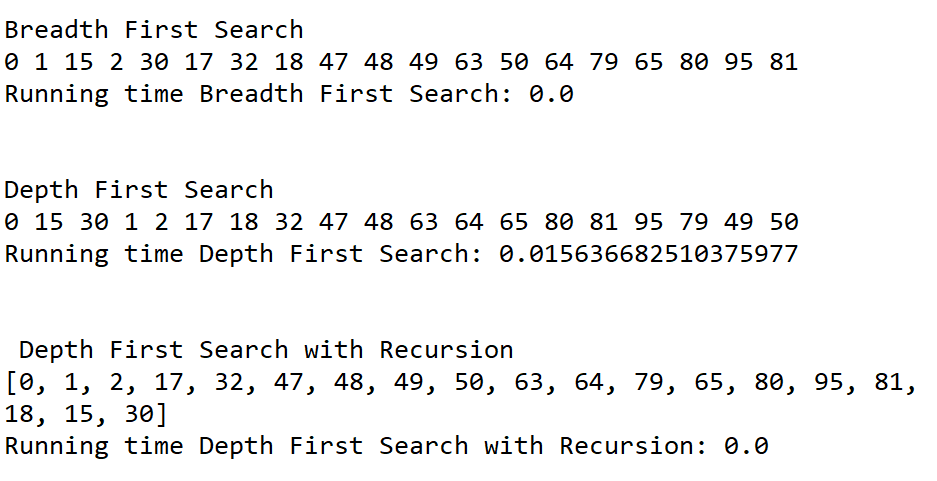 Breadth First Search
0 1 15 2 30 17 32 18 47 48 49 63 50 64 79 65 80 95 81
Running time Breadth First Search: 0.0
Depth First Search
0 15 30 1 2 17 18 32 47 48 63 64 65 80 81 95 79 49 50
Running time Depth First Search: 0.015636682510375977
Depth First Search with Recursion
[0, 1, 2, 17, 32, 47, 48, 49, 50, 63, 64, 79, 65, 80, 95, 81,
18, 15, 30]
Running time Depth First Search with Recursion: 0.0